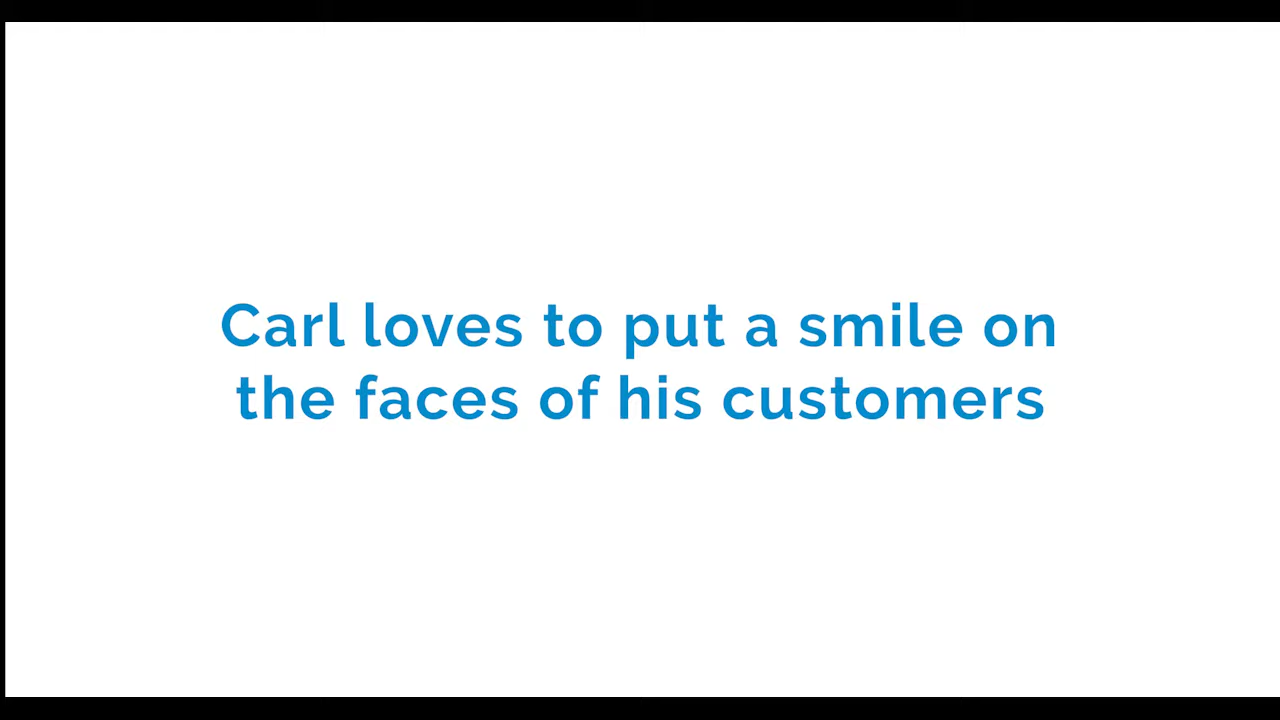 Carl loves to put a smile on
the faces of his customers